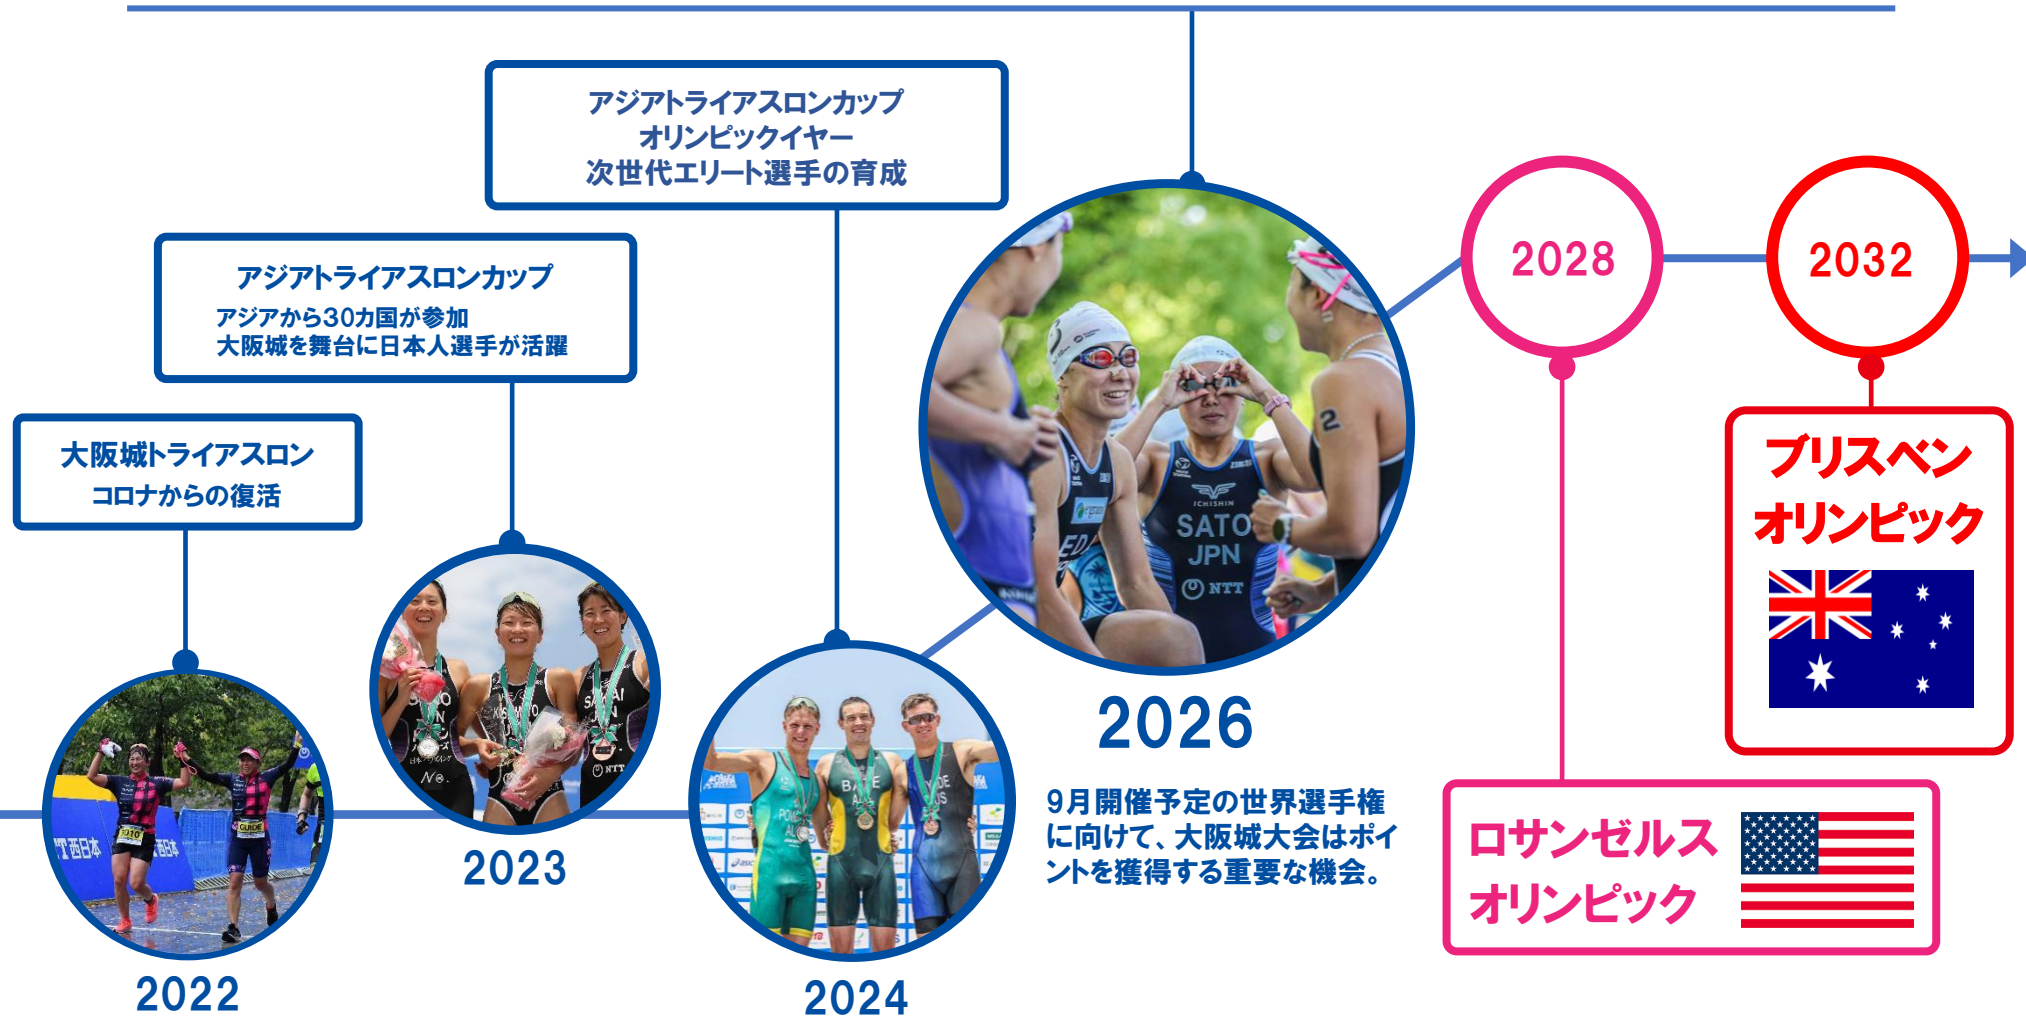 アジアトライアスロンカップ
オリンピックイヤー
次世代エリート選手の育成
アジアトライアスロンカップ
アジアから30カ国が参加
大阪城を舞台に日本人選手が活躍
大阪城トライアスロン
コロナからの復活
2022
2023
2024
2026
9月開催予定の世界選手権
に向けて、大阪城大会はポイ
ントを獲得する重要な機会。
2028
ロサンゼルス
オリンピック
2032
ブリスベン
オリンピック
ICHISHIN
SATO
JPN
NTT
2
GUIDE
西日本
NTT